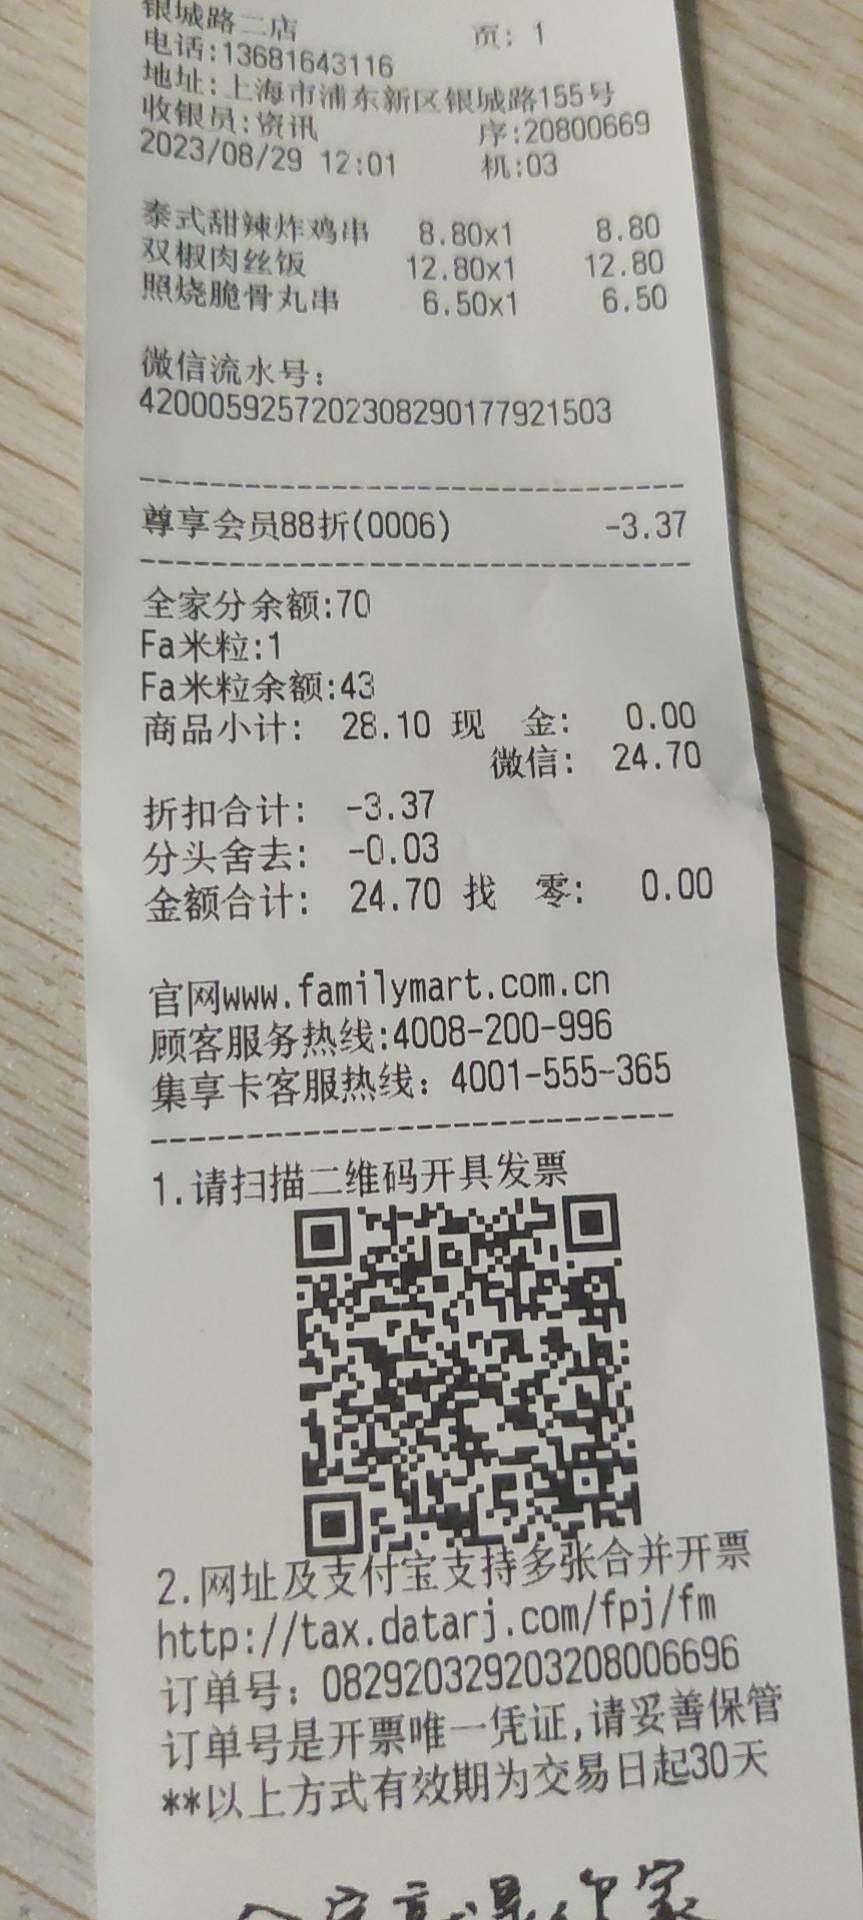 银城路二店 页: 1
电话:13681643116
地址:上海市浦东新区银城路155号
收银员:资讯 序:20800669
2023/08/29 12:01 机:03
泰式甜辣炸鸡串 8.80x1 8.80
双椒肉丝饭 12.80x1 12.80
照烧脆骨丸串 6.50x1 6.50
微信流水号:
4200059257202308290177921503
尊享会员88折(0006) -3.37
全家分余额:70
Fa米粒:1
Fa米粒余额:43
商品小计: 28.10 现 金: 0.00
微信: 24.70
折扣合计: -3.37
分头舍去: -0.03
金额合计: 24.70 找 零: 0.00
官网www.familymart.com.cn
顾客服务热线:4008-200-996
集享卡客服热线: 4001-555-365
1.请扫描二维码开具发票
2.网址及支付宝支持多张合并开票
http://tax.datarj.com/fpj/fm
订单号: 082920329203208006696
订单号是开票唯一凭证,请妥善保管
**以上方式有效期为交易日起30天